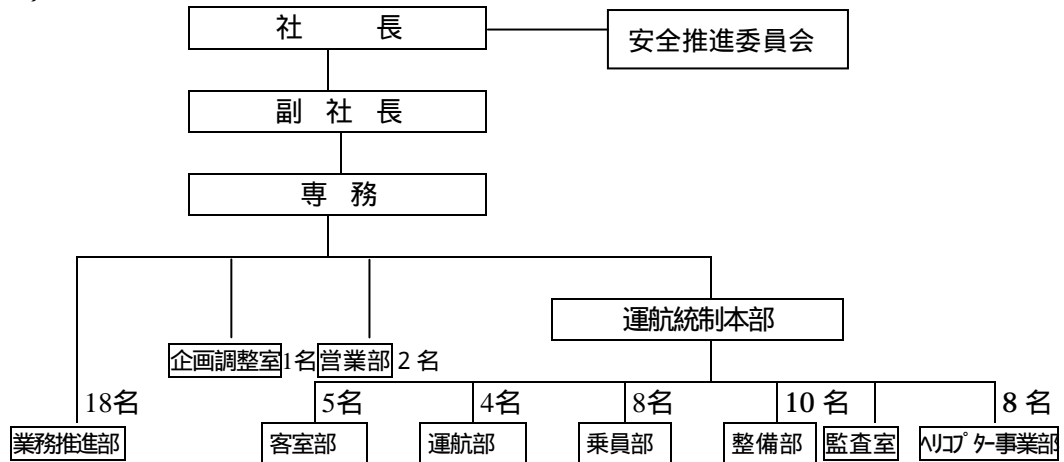 社　長
安全推進委員会
副 社 長
専 務
運航統制本部
企画調整室 1名 営業部 2 名
18名 5名 4名 8名 10 名 8 名
業務推進部 客室部 運航部 乗員部 整備部 監査室 ﾍﾘｺﾌﾟﾀｰ事業部